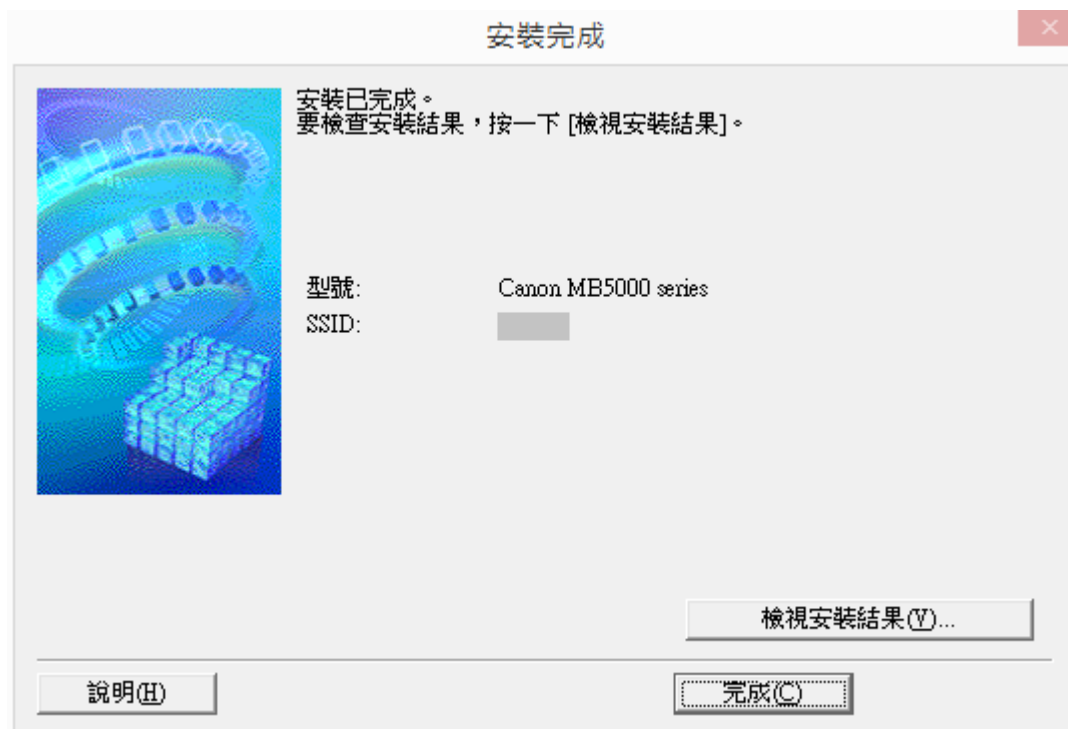 安裝完成
安裝已完成。
要檢查安裝結果，按一下 [檢視安裝結果]。
型號: Canon MB5000 series
SSID:
檢視安裝結果(V)...
說明(H) 完成(C)